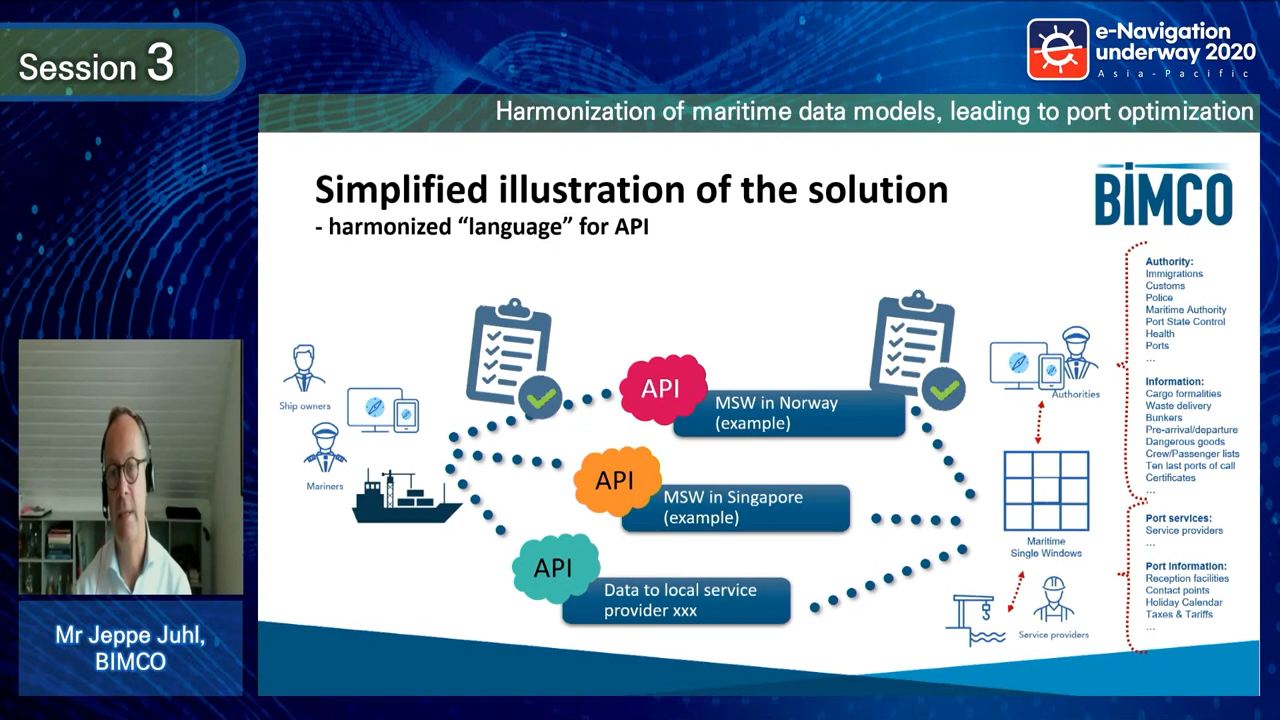 Session 3
e-Navigation
underway 2020
Asia-Pacific
Harmonization of maritime data models, leading to port optimization
Simplified illustration of the solution
- harmonized “language” for API
BIMCO
Ship owners
Mariners
API
MSW in Norway
(example)
API
MSW in Singapore
(example)
API
Data to local service
provider xxx
Authorities
Maritime
Single Windows
Service providers
Authority:
Immigrations
Customs
Police
Maritime Authority
Port State Control
Health
Ports
...
Information:
Cargo formalities
Waste delivery
Bunkers
Pre-arrival/departure
Dangerous goods
Crew/Passenger lists
Ten last ports of call
Certificates
...
Port services:
Service providers
...
Port Information:
Reception facilities
Contact points
Holiday Calendar
Taxes & Tariffs
...
Mr Jeppe Juhl,
BIMCO